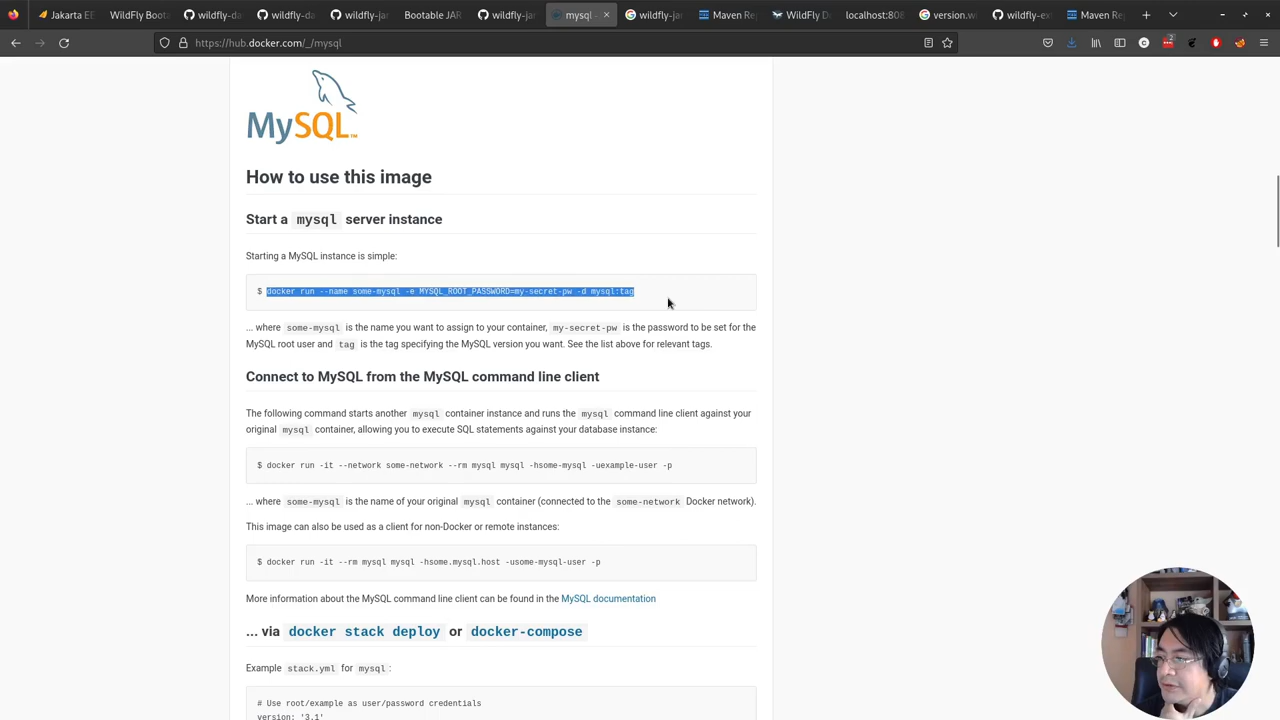 Jakarta EE
WildFly Boota
wildfly-da
wildfly-da
wildfly-jar
Bootable JAR
wildfly-jar
mysql -
wildfly-ja
Maven Rep
WildFly Do
localhost:808
version.wi
wildfly-ex
Maven Rep
https://hub.docker.com/_/mysql
2
MySQL™
How to use this image
Start a mysql server instance
Starting a MySQL instance is simple:
$ docker run --name some-mysql -e MYSQL_ROOT_PASSWORD=my-secret-pw -d mysql:tag
... where some-mysql is the name you want to assign to your container, my-secret-pw is the password to be set for the
MySQL root user and tag is the tag specifying the MySQL version you want. See the list above for relevant tags.
Connect to MySQL from the MySQL command line client
The following command starts another mysql container instance and runs the mysql command line client against your
original mysql container, allowing you to execute SQL statements against your database instance:
$ docker run -it --network some-network --rm mysql mysql -hsome-mysql -uexample-user -p
... where some-mysql is the name of your original mysql container (connected to the some-network Docker network).
This image can also be used as a client for non-Docker or remote instances:
$ docker run -it --rm mysql mysql -hsome.mysql.host -usome-mysql-user -p
More information about the MySQL command line client can be found in the MySQL documentation
... via docker stack deploy or docker-compose
Example stack.yml for mysql:
# Use root/example as user/password credentials
version: '3.1'